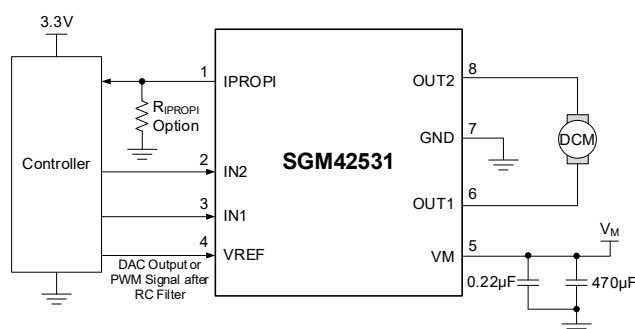 3.3V
Controller
RIPROPI
Option
DAC Output or
PWM Signal after
RC Filter
1
2
3
4
IPROPI
IN2
IN1
VREF
SGM42531
OUT2
GND
OUT1
VM
8
7
6
5
DCM
VM
0.22μF
470μF